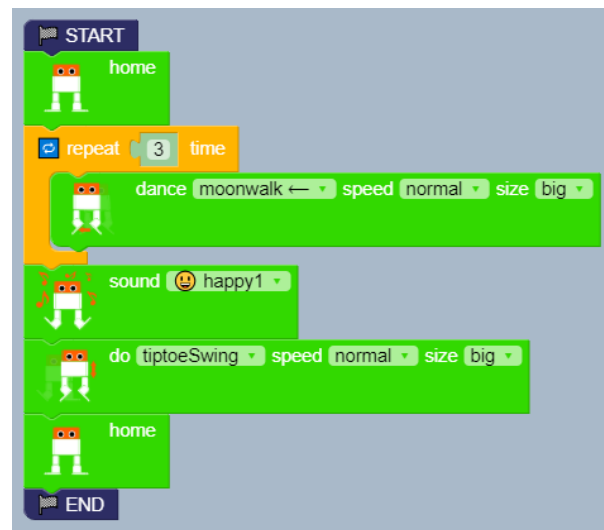 START
home
repeat 3 time
dance moonwalk ← speed normal size big
sound happy1
do tiptoeSwing speed normal size big
home
END